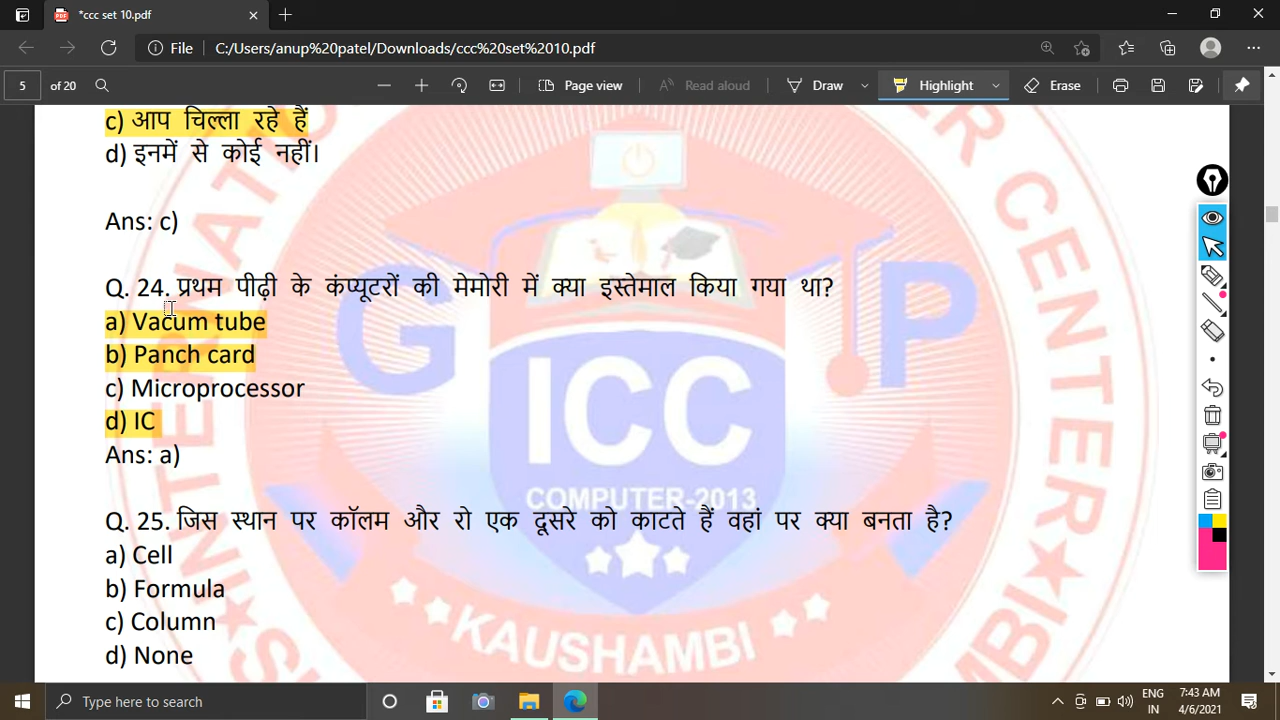 *ccc set 10.pdf
File C:/Users/anup%20patel/Downloads/ccc%20set%2010.pdf
5 of 20 Page view Read aloud Draw Highlight Erase
c) आप चिल्ला रहे हैं
d) इनमें से कोई नहीं।
Ans: c)
Q. 24. प्रथम पीढ़ी के कंप्यूटरों की मेमोरी में क्या इस्तेमाल किया गया था?
a) Vacum tube
b) Panch card
c) Microprocessor
d) IC
Ans: a)
Q. 25. जिस स्थान पर कॉलम और रो एक दूसरे को काटते हैं वहां पर क्या बनता है?
a) Cell
b) Formula
c) Column
d) None
G P
ICC
COMPUTER-2013
KAUSHAMBI
Type here to search
ENG 7:43 AM
IN 4/6/2021